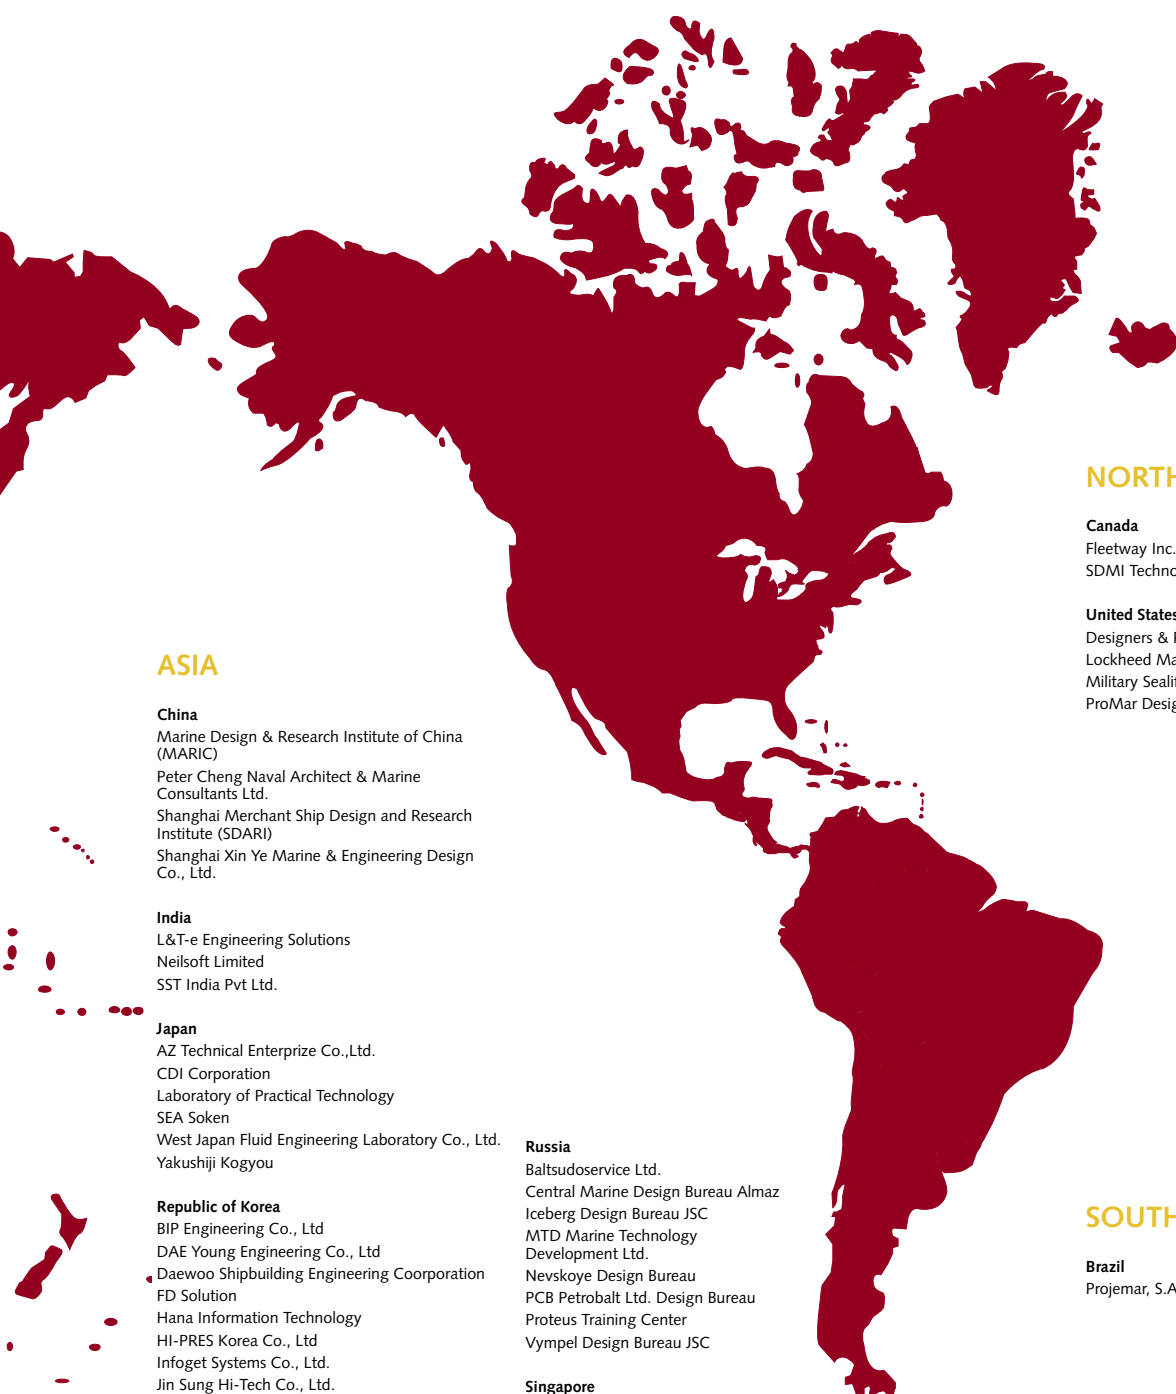 ASIA
China
Marine Design & Research Institute of China
(MARIC)
Peter Cheng Naval Architect & Marine
Consultants Ltd.
Shanghai Merchant Ship Design and Research
Institute (SDARI)
Shanghai Xin Ye Marine & Engineering Design
Co., Ltd.
India
L&T-e Engineering Solutions
Neilsoft Limited
SST India Pvt Ltd.
Japan
AZ Technical Enterprize Co.,Ltd.
CDI Corporation
Laboratory of Practical Technology
SEA Soken
West Japan Fluid Engineering Laboratory Co., Ltd.
Yakushiji Kogyou
Republic of Korea
BIP Engineering Co., Ltd
DAE Young Engineering Co., Ltd
Daewoo Shipbuilding Engineering Coorporation
FD Solution
Hana Information Technology
HI-PRES Korea Co., Ltd
Infoget Systems Co., Ltd.
Jin Sung Hi-Tech Co., Ltd.
Russia
Baltsudoservice Ltd.
Central Marine Design Bureau Almaz
Iceberg Design Bureau JSC
MTD Marine Technology
Development Ltd.
Nevskoye Design Bureau
PCB Petrobalt Ltd. Design Bureau
Proteus Training Center
Vympel Design Bureau JSC
Singapore
NORTH
Canada
Fleetway Inc.
SDMI Techno
United States
Designers &
Lockheed Ma
Military Sealif
ProMar Desig
SOUTH
Brazil
Projemar, S.A